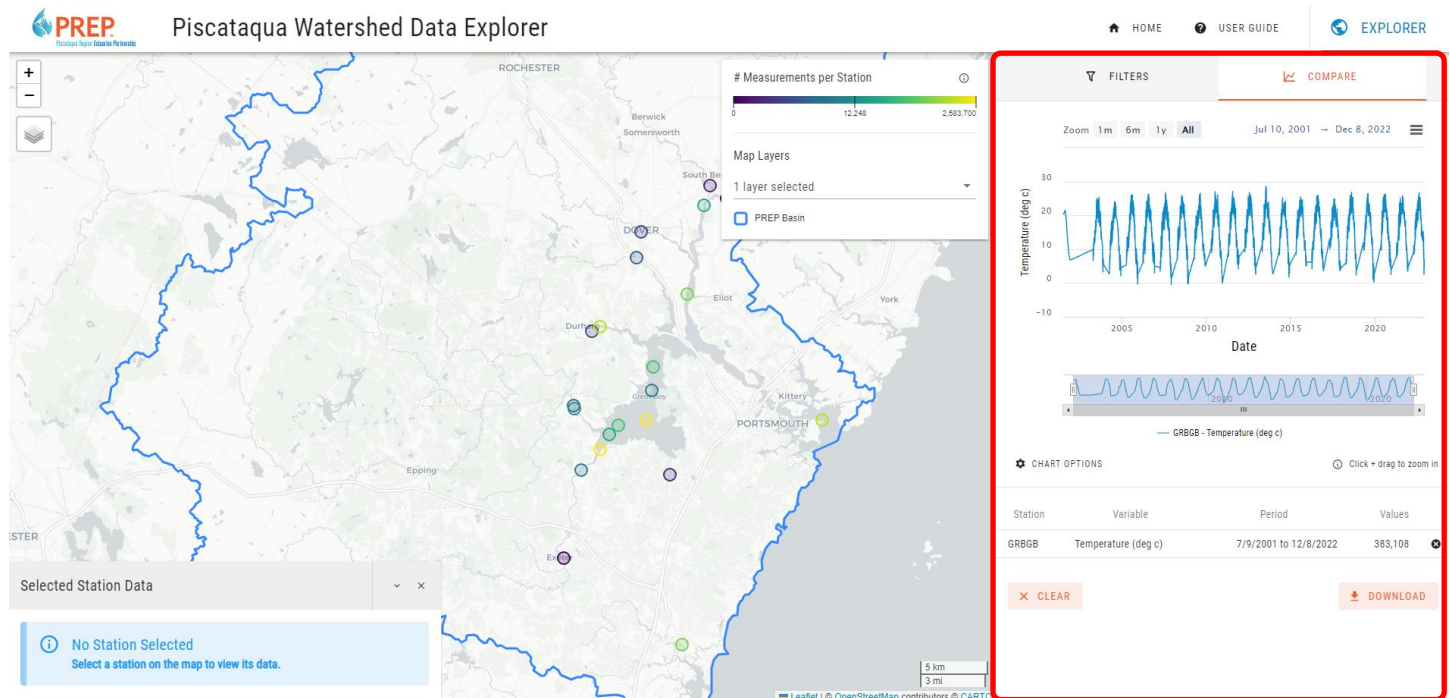 PREP
Piscataqua Region Estuaries Partnership
Piscataqua Watershed Data Explorer
HOME
USER GUIDE
EXPLORER
+
−
ROCHESTER
Berwick
Somersworth
South Be
DOVER
Eliot
York
Durham
Great Bay
Kittery
PORTSMOUTH
Epping
STER
Exeter
# Measurements per Station
0 12,248 2,583,700
Map Layers
1 layer selected
PREP Basin
Selected Station Data
No Station Selected
Select a station on the map to view its data.
5 km
3 mi
Leaflet | © OpenStreetMap contributors © CARTO
FILTERS
COMPARE
Zoom 1m 6m 1y All Jul 10, 2001 → Dec 8, 2022
Temperature (deg c)
30
20
10
0
-10
2005 2010 2015 2020
Date
2010 2020
GRBGB - Temperature (deg c)
CHART OPTIONS
Click + drag to zoom in
Station Variable Period Values
GRBGB Temperature (deg c) 7/9/2001 to 12/8/2022 383,108
CLEAR
DOWNLOAD